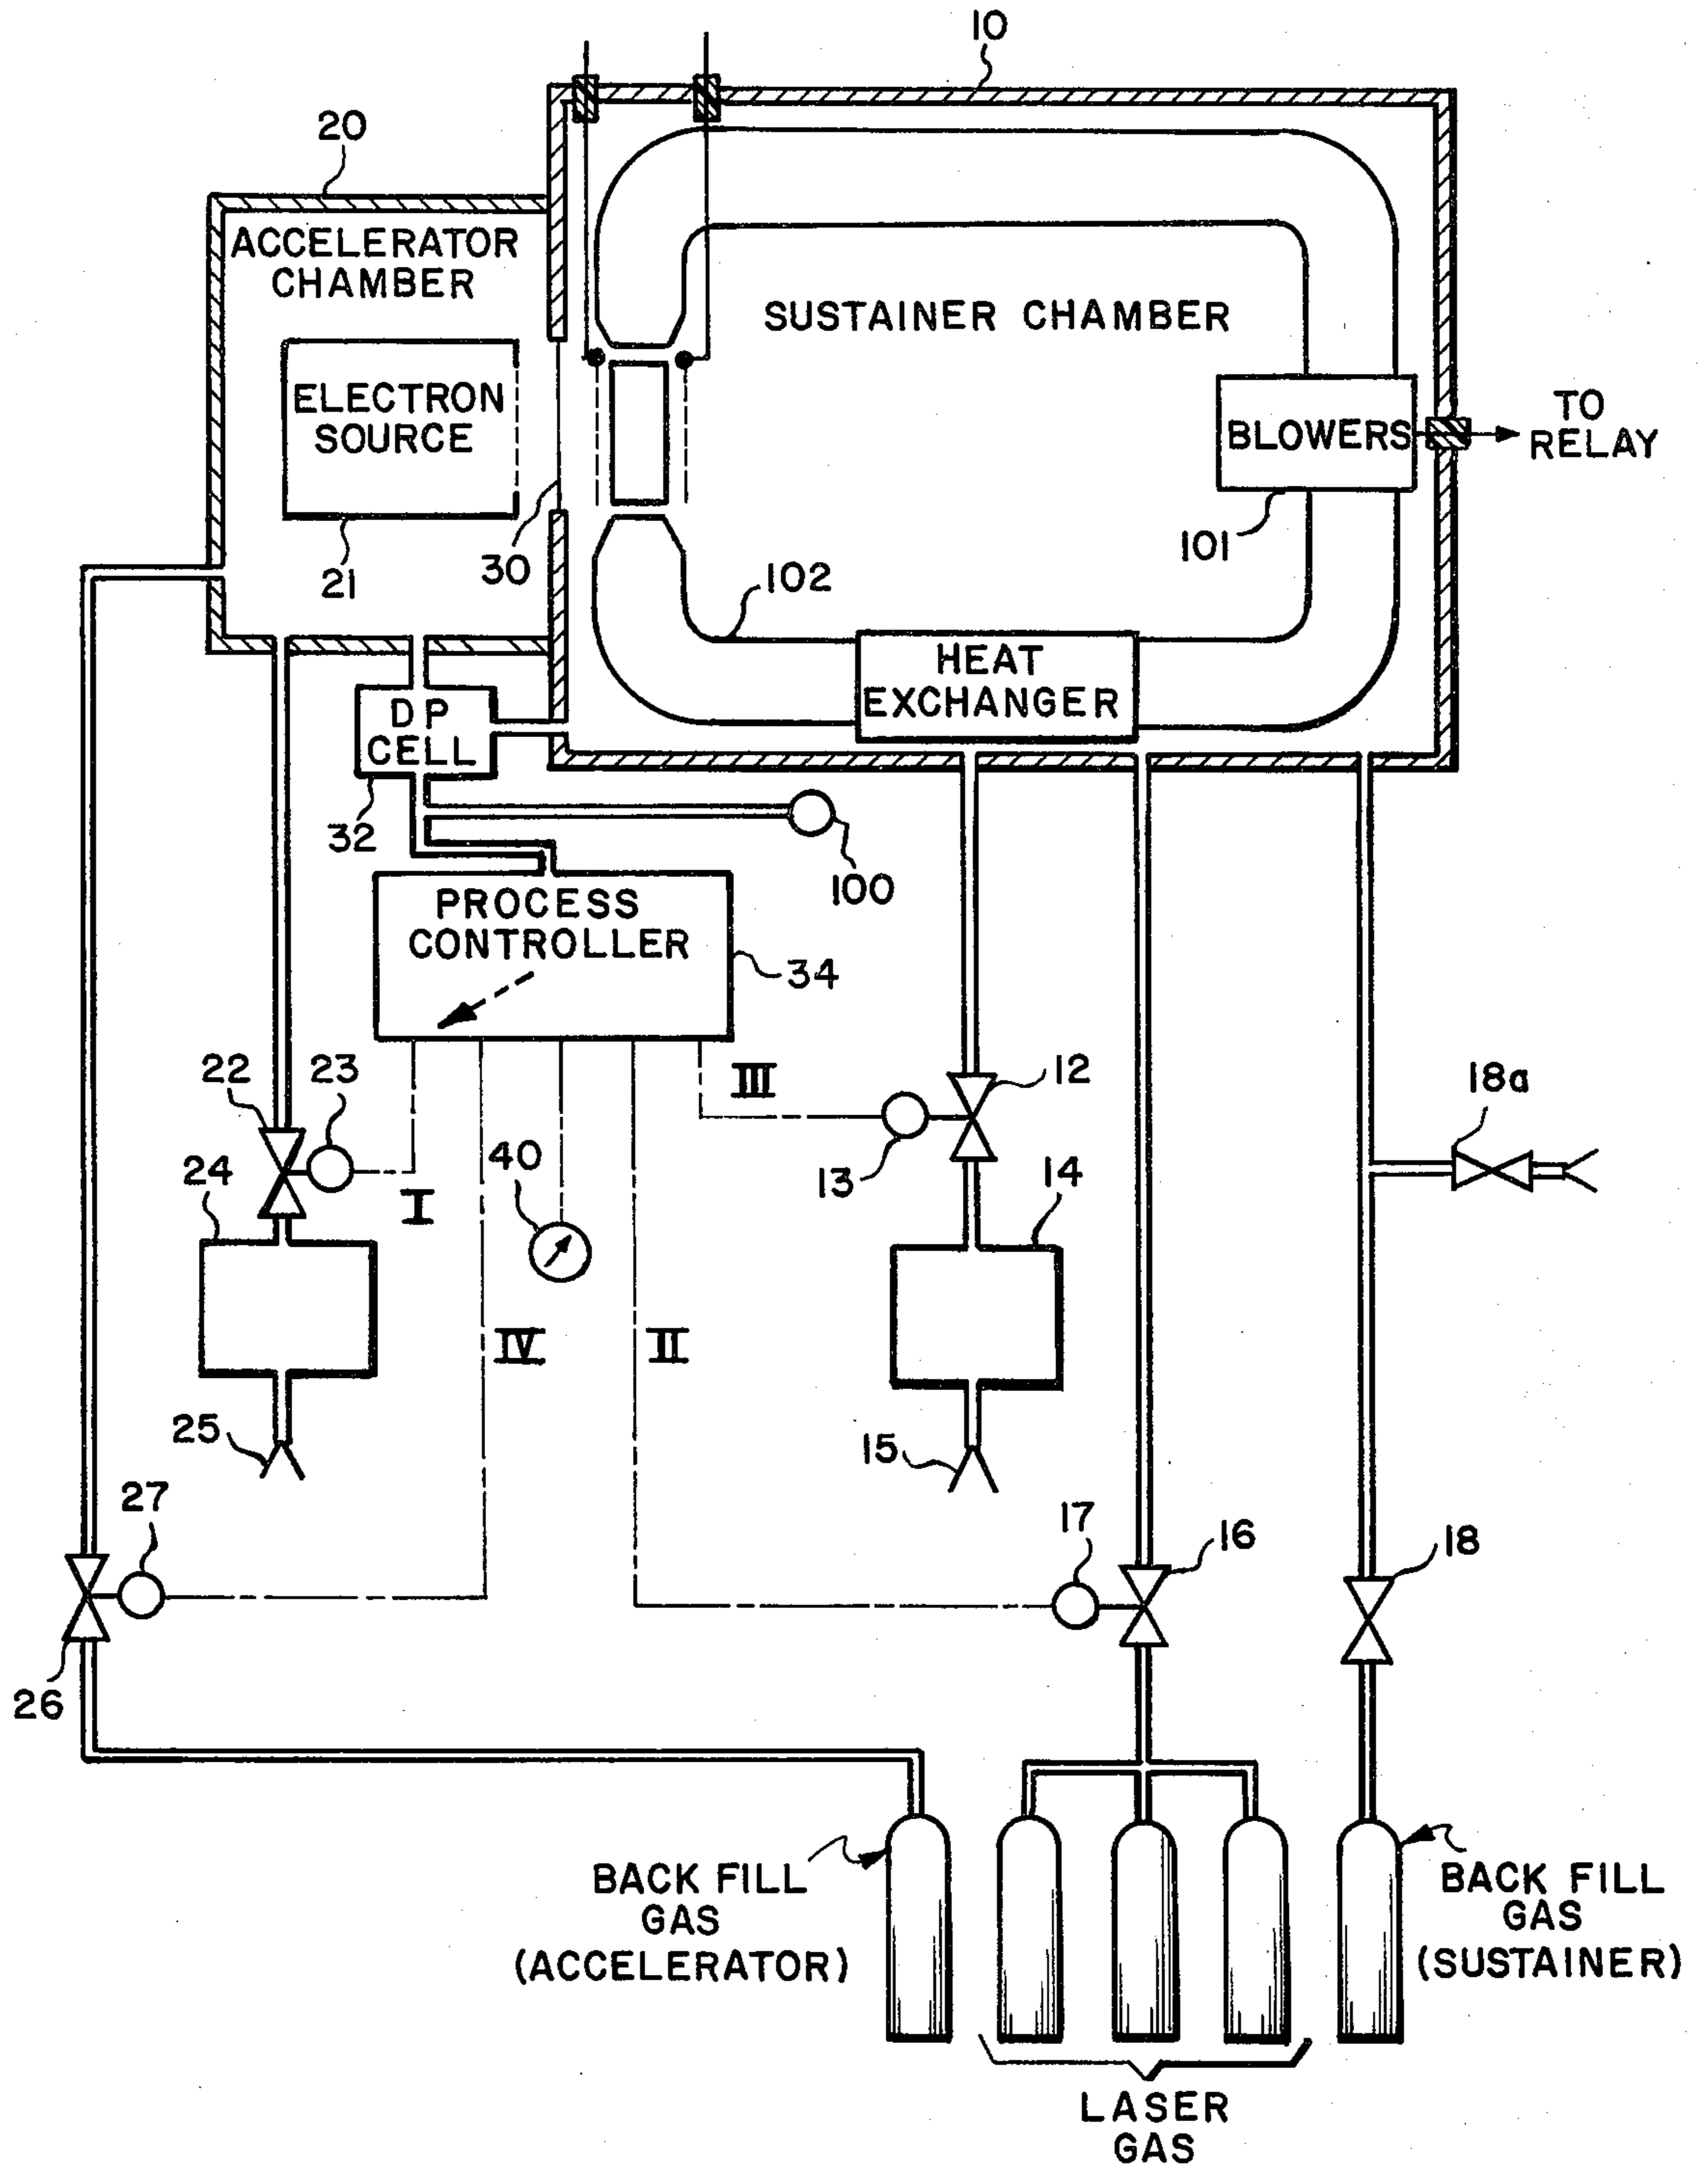 10
20
ACCELERATOR
CHAMBER
SUSTAINER CHAMBER
ELECTRON
SOURCE
BLOWERS
TO
RELAY
21
30
101
102
HEAT
EXCHANGER
DP
CELL
32
100
PROCESS
CONTROLLER
34
22
23
III
12
18a
24
I
40
13
14
IV
II
25
15
27
17
16
18
26
BACK FILL
GAS
(ACCELERATOR)
BACK FILL
GAS
(SUSTAINER)
LASER
GAS